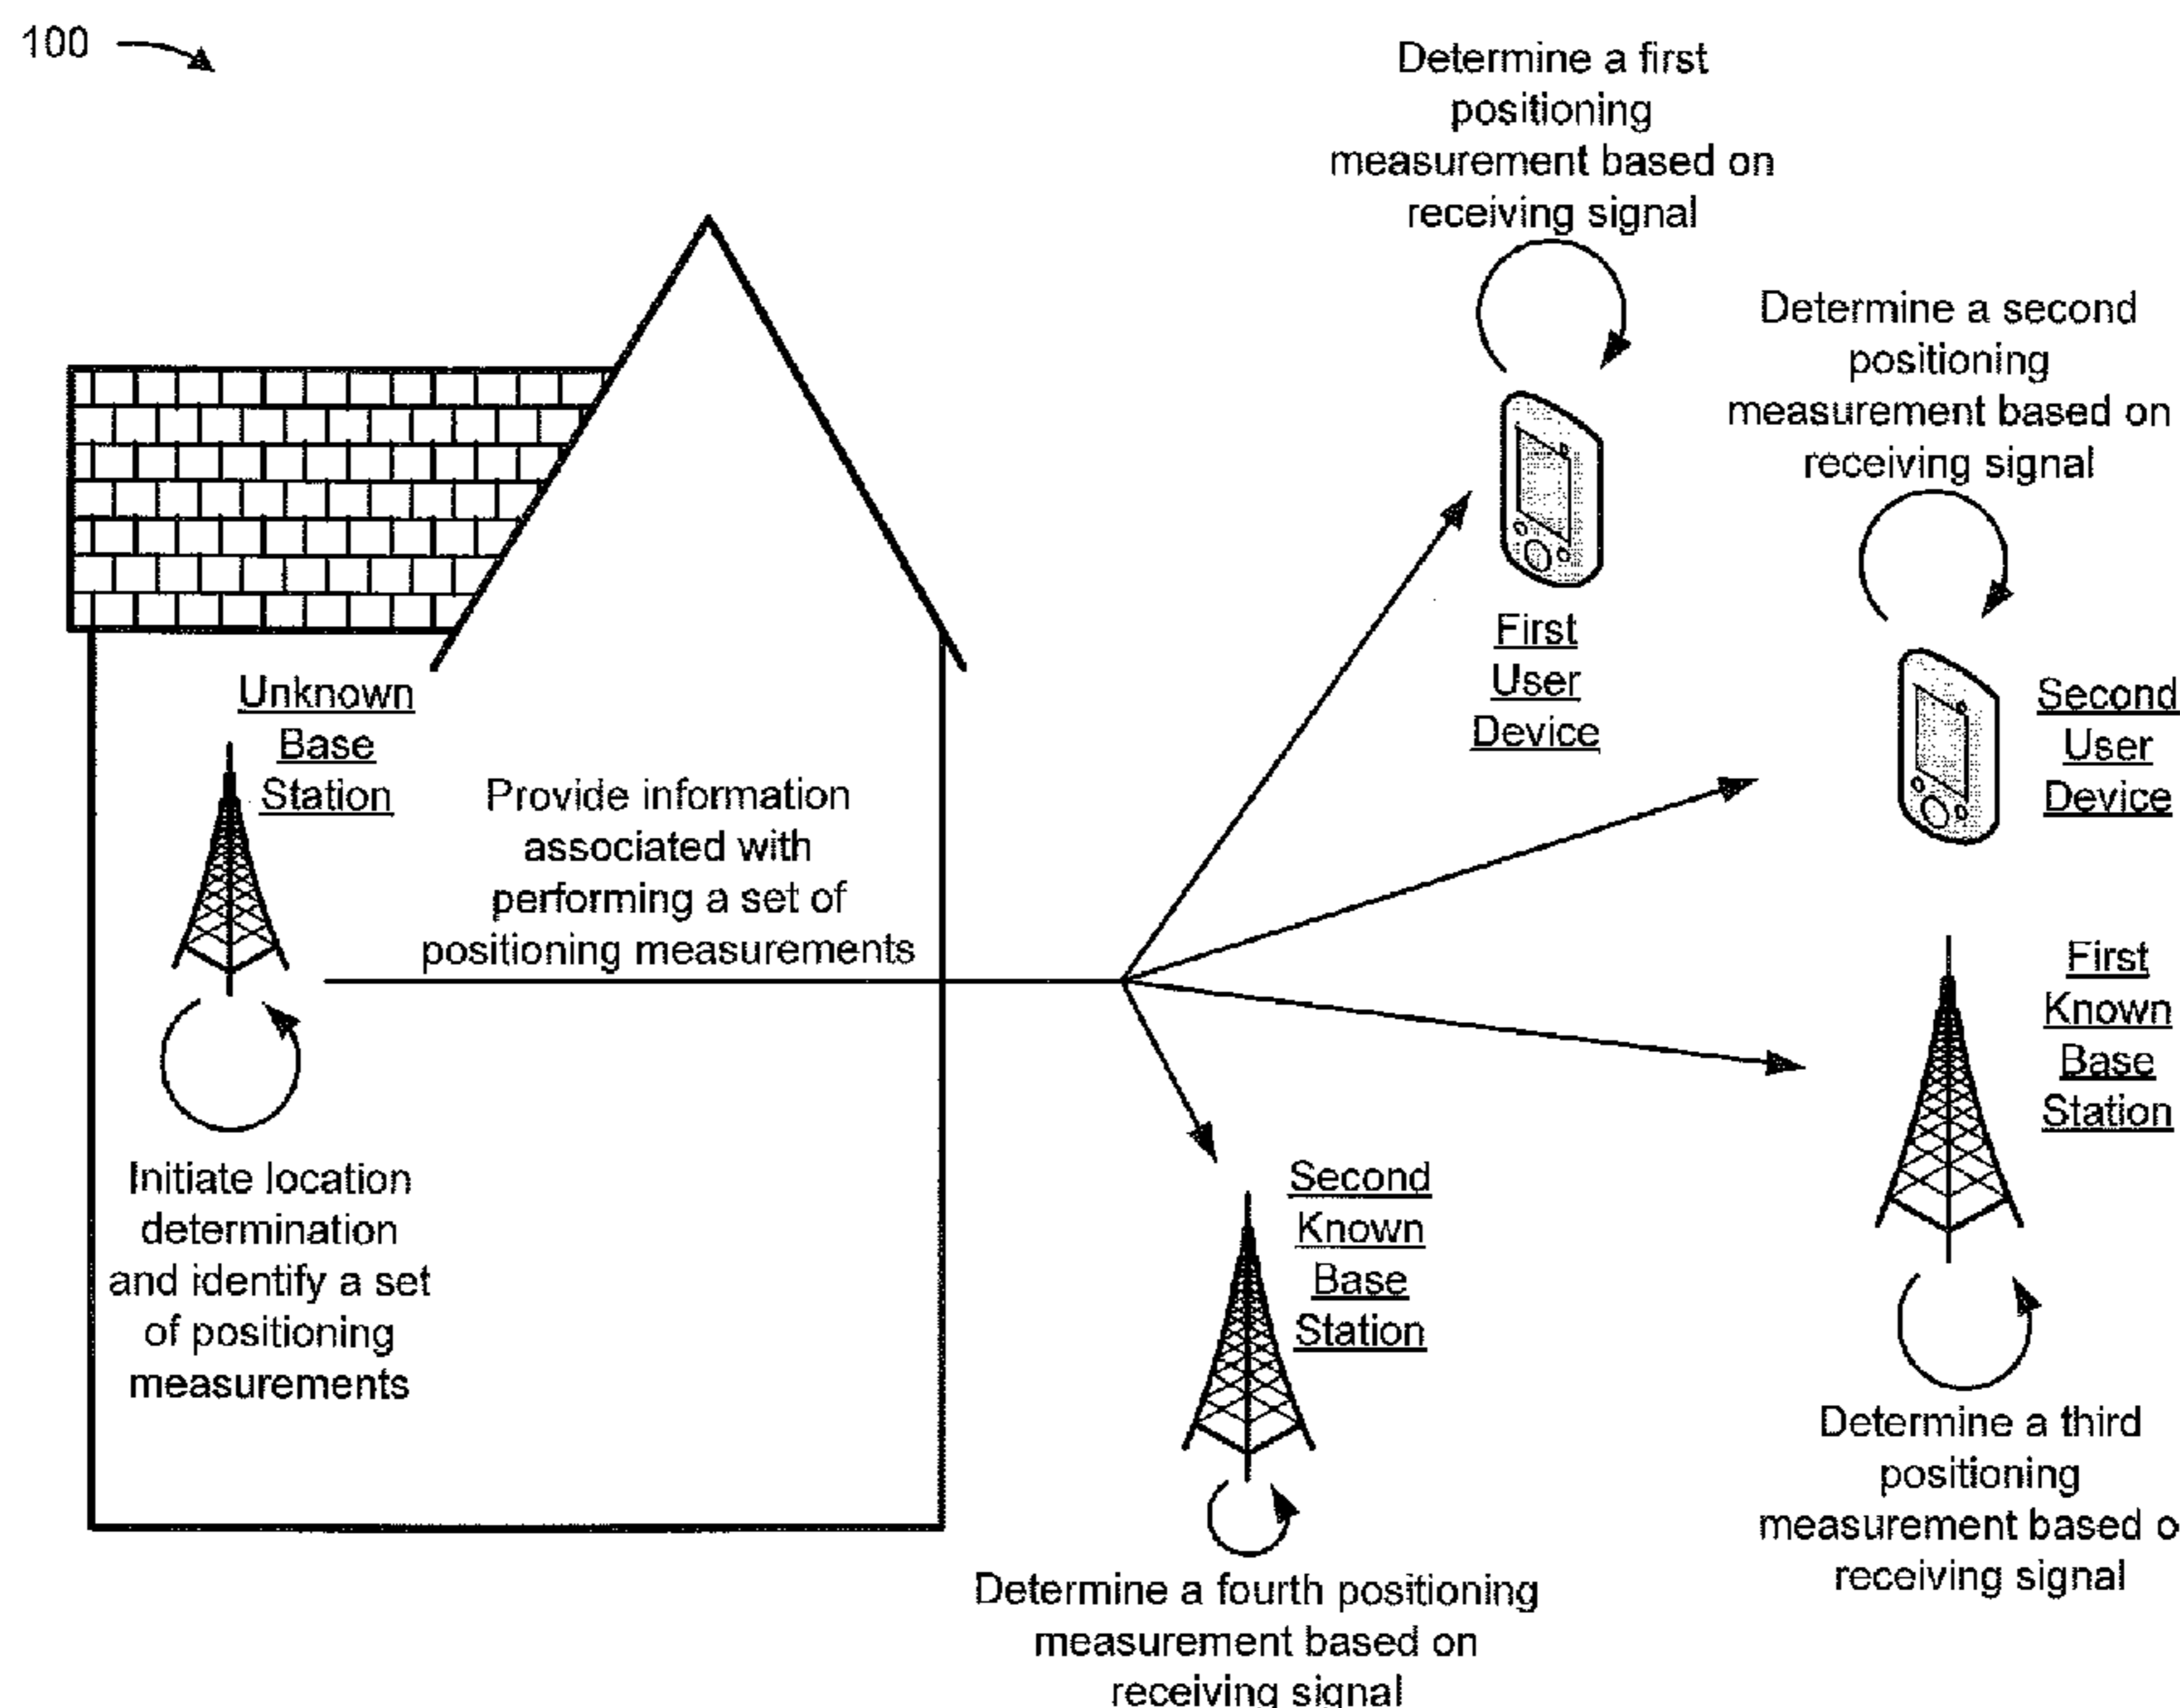 100
Determine a first
positioning
measurement based on
receiving signal
Determine a second
positioning
measurement based on
receiving signal
First
User
Device
Second
User
Device
Unknown
Base
Station
Provide information
associated with
performing a set of
positioning measurements
First
Known
Base
Station
Initiate location
determination
and identify a set
of positioning
measurements
Second
Known
Base
Station
Determine a third
positioning
measurement based o
receiving signal
Determine a fourth positioning
measurement based on
receiving signal